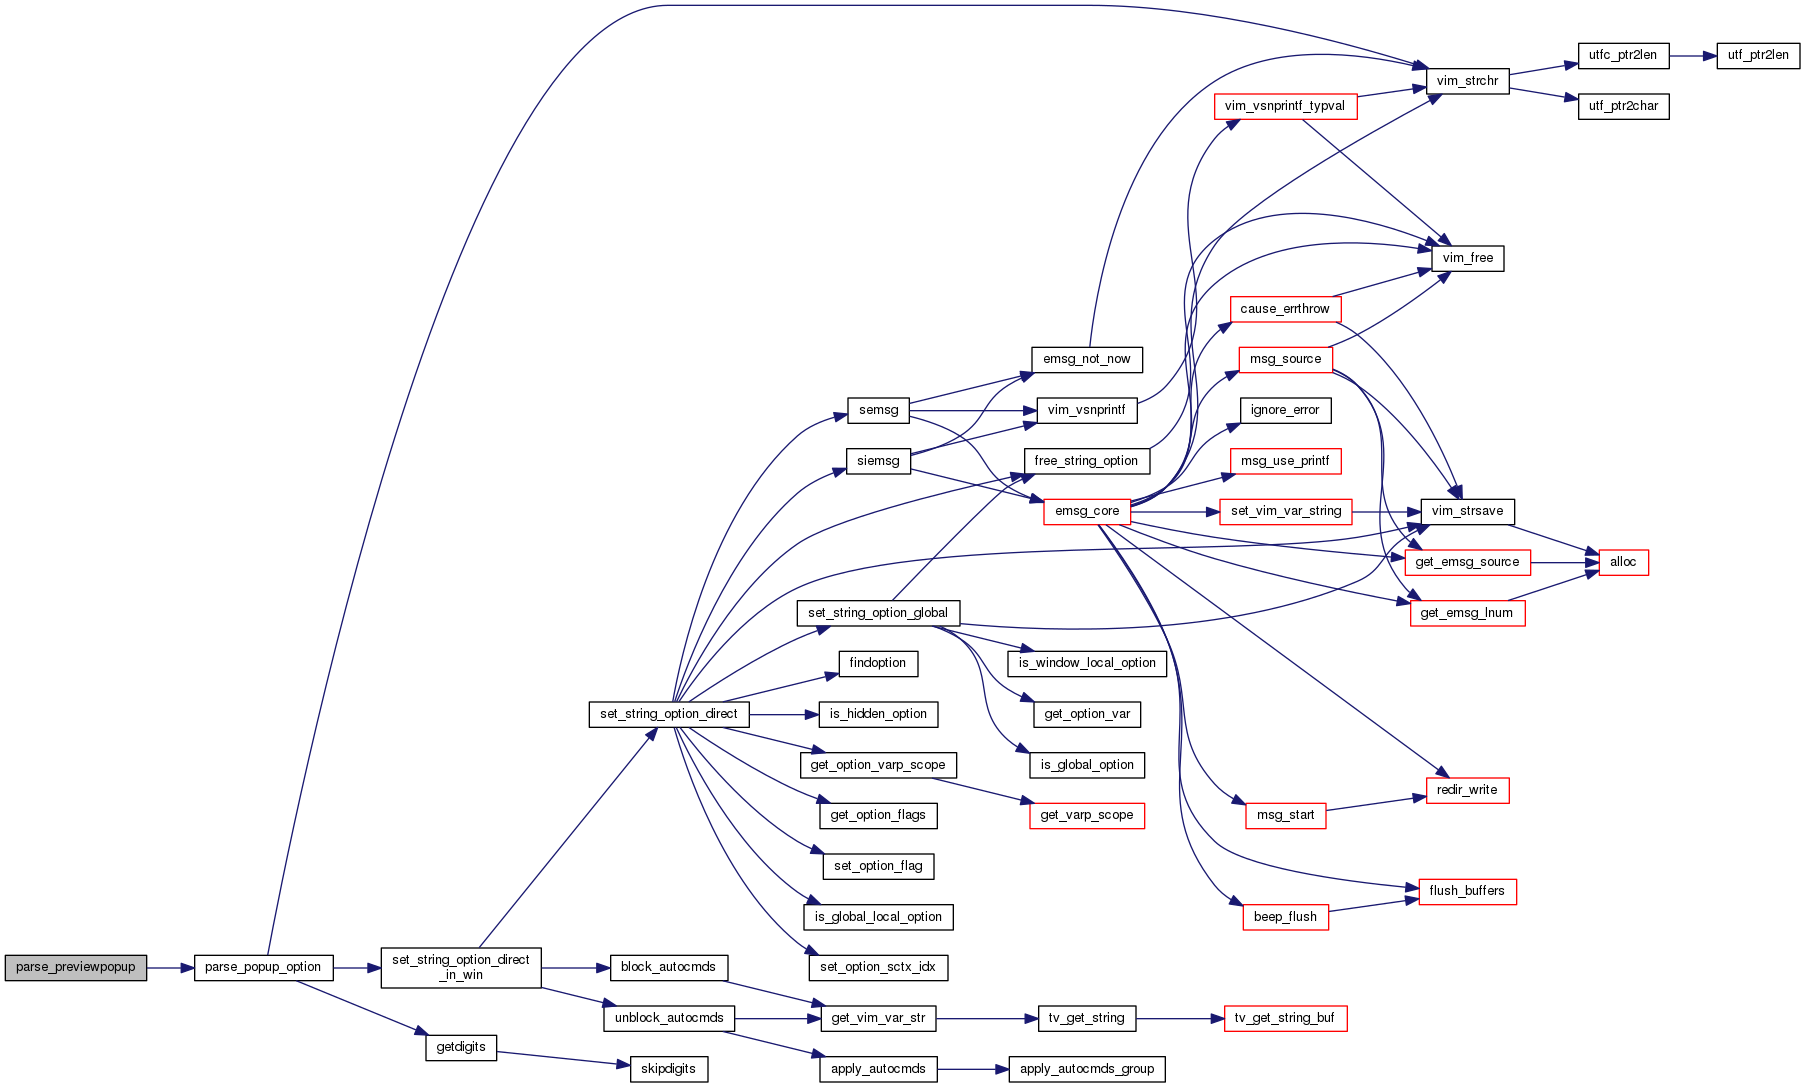 utfc_ptr2len
utf_ptr2len
vim_strchr
vim_vsnprintf_typval
utf_ptr2char
vim_free
cause_errthrow
emsg_not_now
msg_source
semsg
vim_vsnprintf
ignore_error
siemsg
free_string_option
msg_use_printf
emsg_core
set_vim_var_string
vim_strsave
get_emsg_source
alloc
set_string_option_global
get_emsg_lnum
findoption
is_window_local_option
set_string_option_direct
is_hidden_option
get_option_var
get_option_varp_scope
is_global_option
redir_write
get_option_flags
get_varp_scope
msg_start
set_option_flag
flush_buffers
is_global_local_option
beep_flush
parse_previewpopup
parse_popup_option
set_string_option_direct
_in_win
block_autocmds
set_option_sctx_idx
unblock_autocmds
get_vim_var_str
tv_get_string
tv_get_string_buf
getdigits
skipdigits
apply_autocmds
apply_autocmds_group